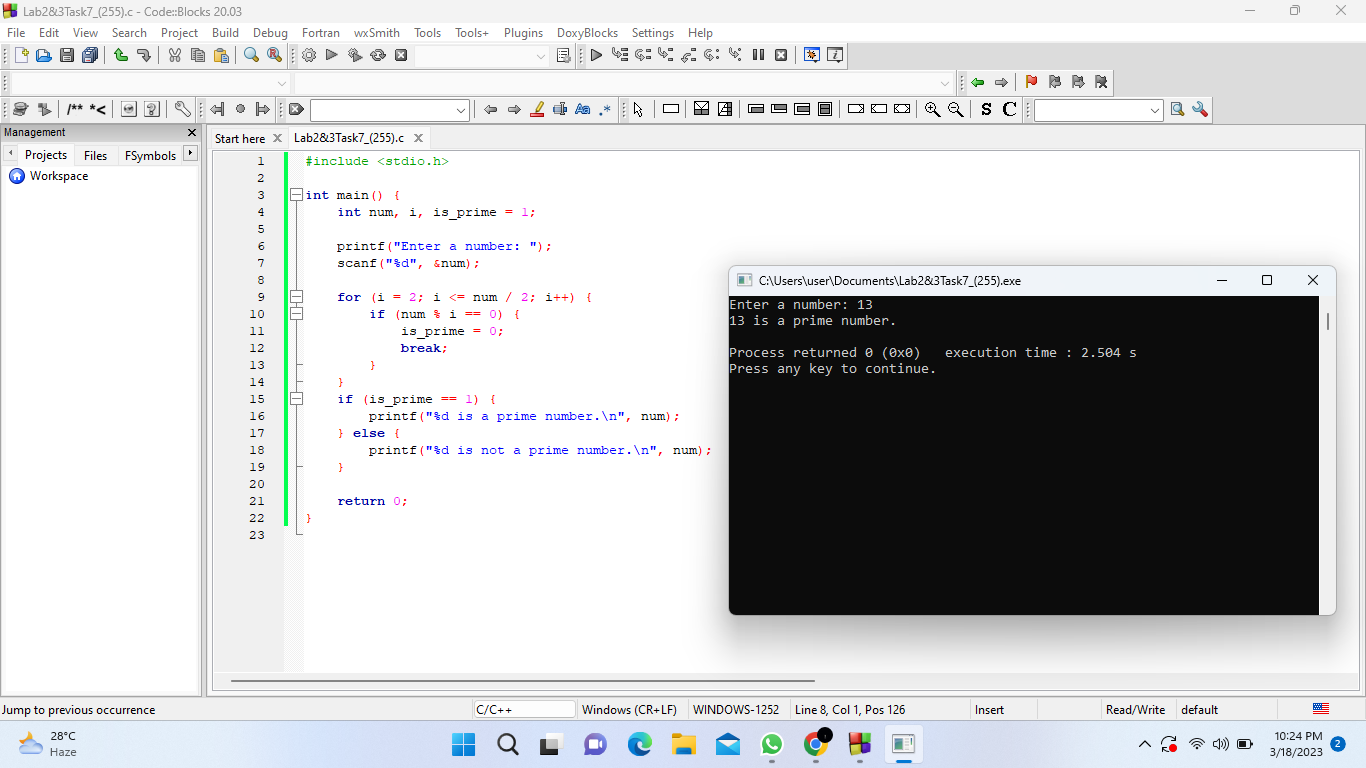 Lab2&3Task7_(255).c - Code::Blocks 20.03
File Edit View Search Project Build Debug Fortran wxSmith Tools Tools+ Plugins DoxyBlocks Settings Help
/** *< Aa .* S C
Management
Projects Files FSymbols
Workspace
Start here Lab2&3Task7_(255).c
1 #include <stdio.h>
2
3 int main() {
4 int num, i, is_prime = 1;
5
6 printf("Enter a number: ");
7 scanf("%d", &num);
8
9 for (i = 2; i <= num / 2; i++) {
10 if (num % i == 0) {
11 is_prime = 0;
12 break;
13 }
14 }
15 if (is_prime == 1) {
16 printf("%d is a prime number.\n", num);
17 } else {
18 printf("%d is not a prime number.\n", num);
19 }
20
21 return 0;
22 }
23
C:\Users\user\Documents\Lab2&3Task7_(255).exe
Enter a number: 13
13 is a prime number.
Process returned 0 (0x0)   execution time : 2.504 s
Press any key to continue.
Jump to previous occurrence C/C++ Windows (CR+LF) WINDOWS-1252 Line 8, Col 1, Pos 126 Insert Read/Write default
28°C
Haze
10:24 PM
3/18/2023 2